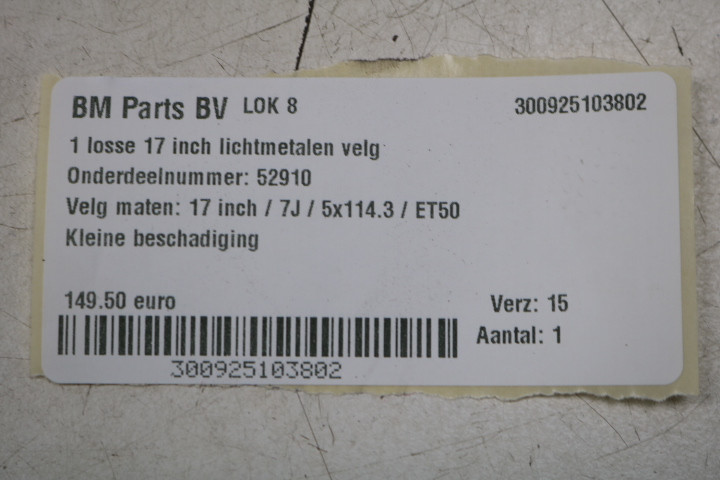 BM Parts BV LOK 8 300925103802
1 losse 17 inch lichtmetalen velg
Onderdeelnummer: 52910
Velg maten: 17 inch / 7J / 5x114.3 / ET50
Kleine beschadiging
149.50 euro Verz: 15
Aantal: 1
300925103802